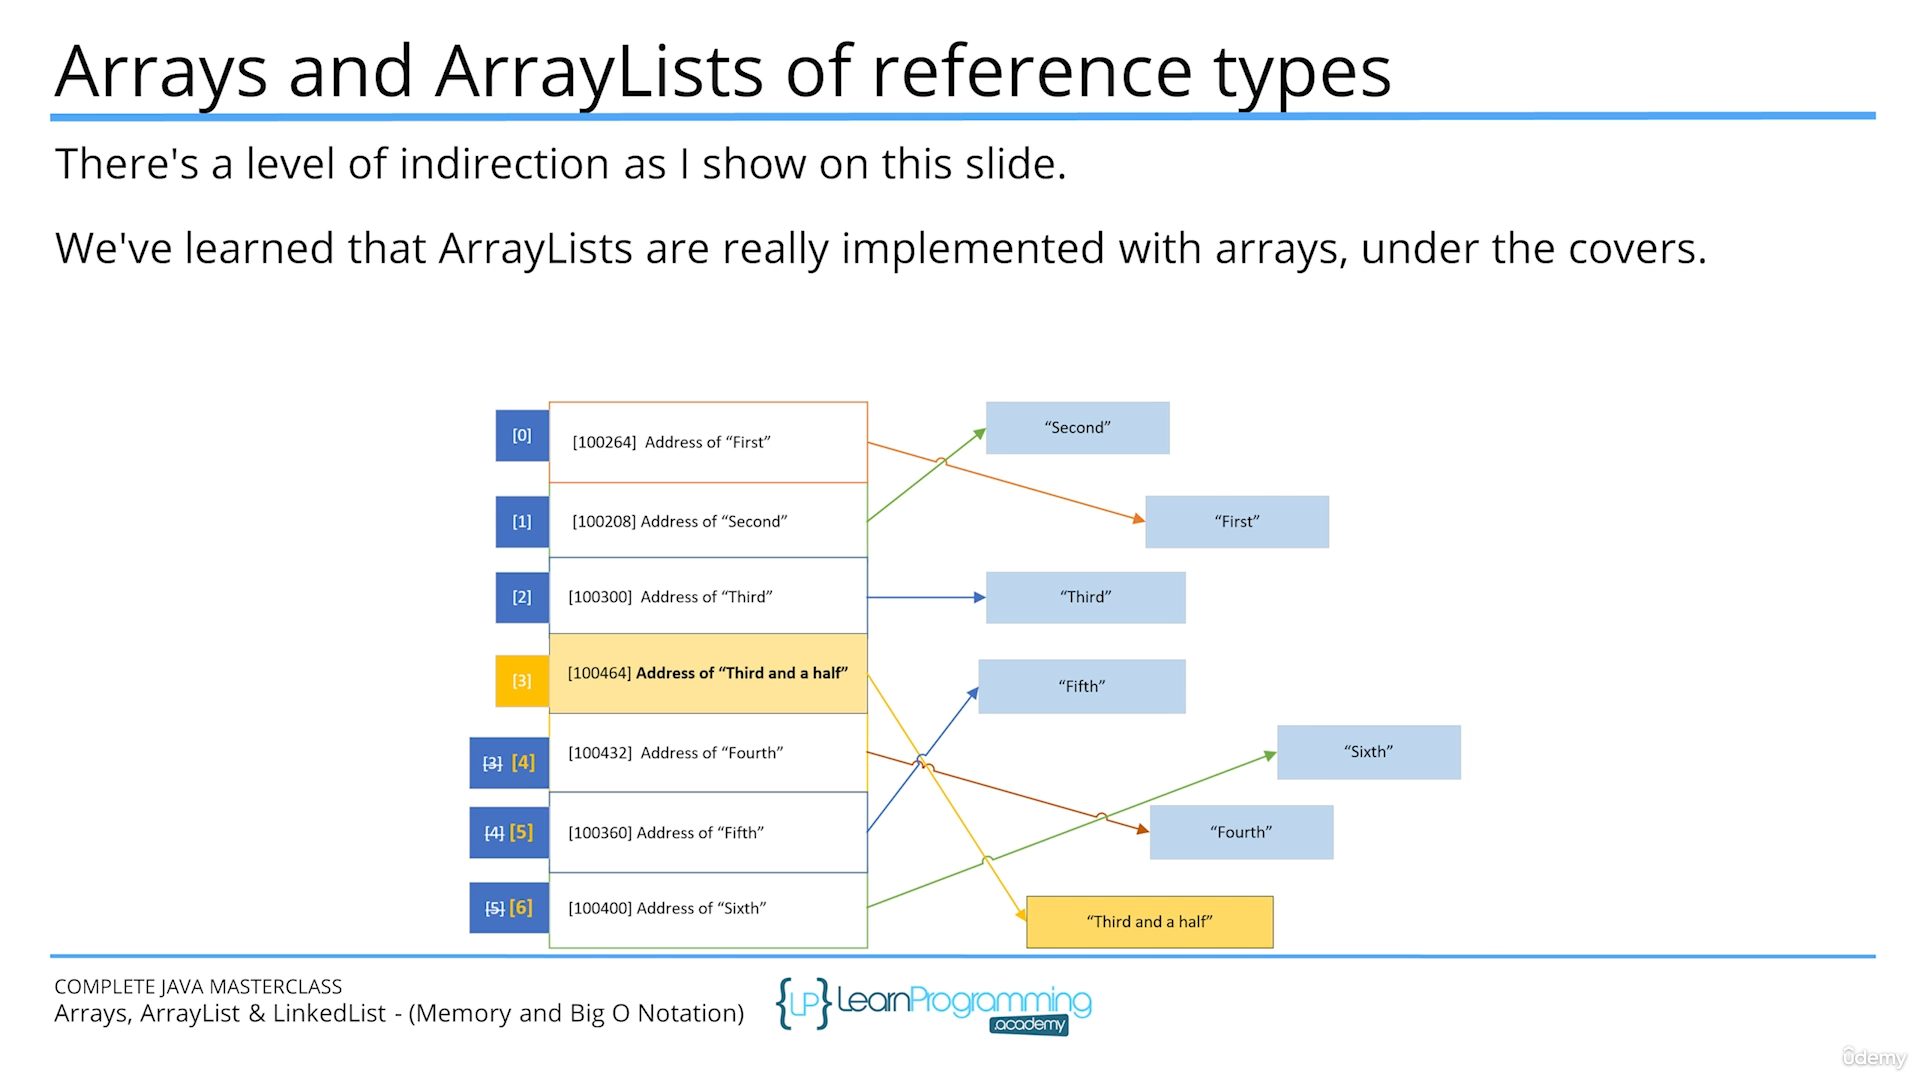 Arrays and ArrayLists of reference types
There's a level of indirection as I show on this slide.
We've learned that ArrayLists are really implemented with arrays, under the covers.
[0] [100264] Address of “First”
“Second”
[1] [100208] Address of “Second”
“First”
[2] [100300] Address of “Third”
“Third”
[3] [100464] Address of “Third and a half”
“Fifth”
[3] [4] [100432] Address of “Fourth”
“Sixth”
[4] [5] [100360] Address of “Fifth”
“Fourth”
[5] [6] [100400] Address of “Sixth”
“Third and a half”
COMPLETE JAVA MASTERCLASS
Arrays, ArrayList & LinkedList - (Memory and Big O Notation)
{LP} LearnProgramming
.academy
ûdemy